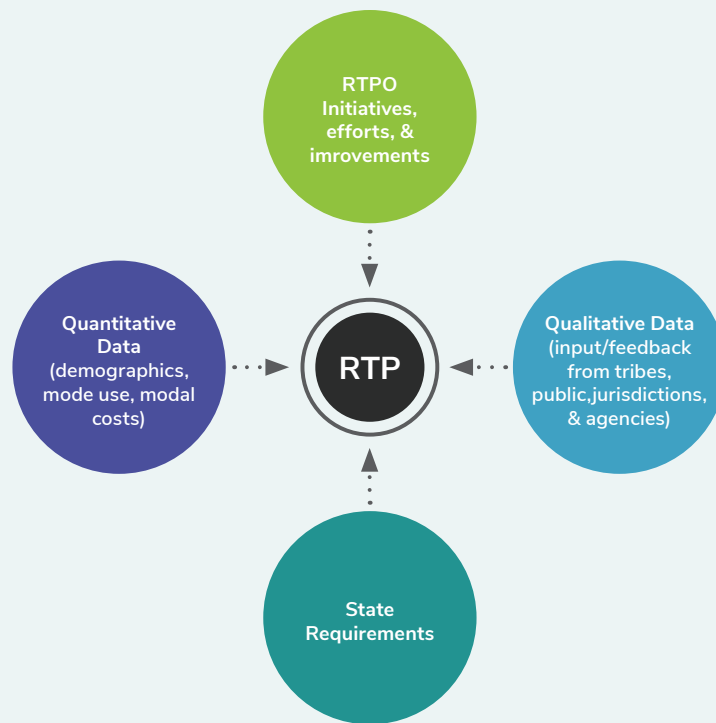 RTPO
Initiatives,
efforts, &
imrovements
Quantitative
Data
(demographics,
mode use, modal
costs)
RTP
Qualitative Data
(input/feedback
from tribes,
public,jurisdictions,
& agencies)
State
Requirements